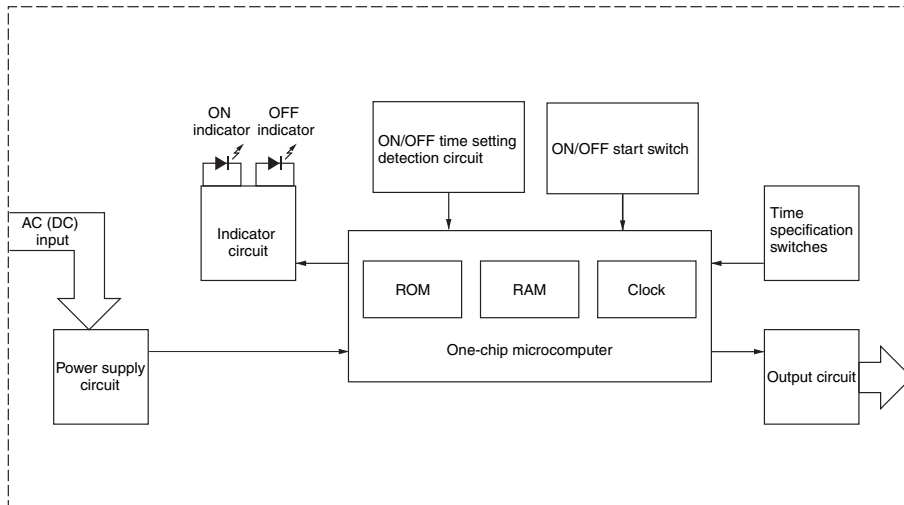 ON
indicator
OFF
indicator
ON/OFF time setting
detection circuit
ON/OFF start switch
AC (DC)
input
Indicator
circuit
Time
specification
switches
ROM
RAM
Clock
One-chip microcomputer
Power supply
circuit
Output circuit